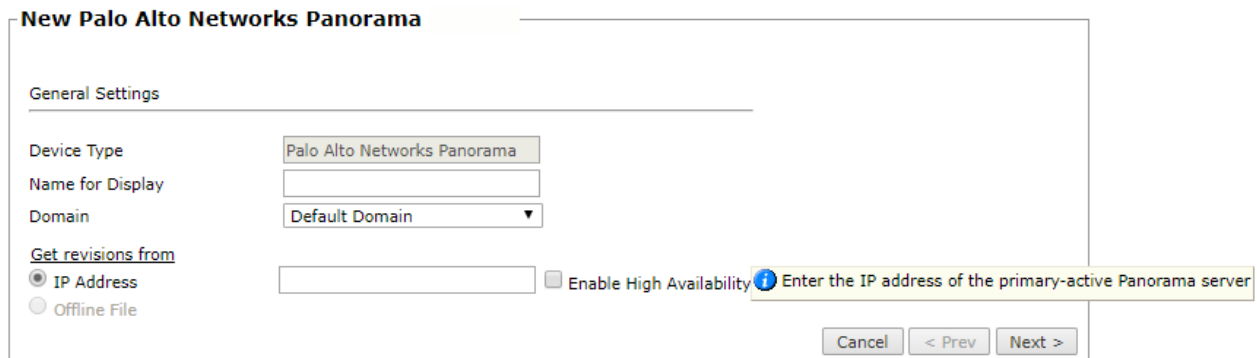 New Palo Alto Networks Panorama
General Settings
Device Type Palo Alto Networks Panorama
Name for Display
Domain Default Domain
Get revisions from
IP Address Enable High Availability i Enter the IP address of the primary-active Panorama server
Offline File
Cancel < Prev Next >